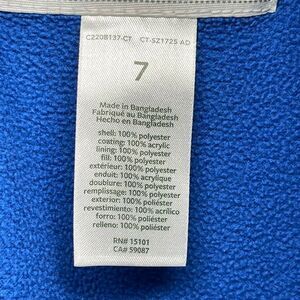 C220B137-CT CT-SZ1725 AD
7
Made in Bangladesh
Fabriqué au Bangladesh
Hecho en Bangladesh
shell: 100% polyester
coating: 100% acrylic
lining: 100% polyester
fill: 100% polyester
extérieur: 100% polyester
enduit: 100% acrylique
doublure: 100% polyester
remplissage: 100% polyester
exterior: 100% poliéster
revestimiento: 100% acrílico
forro: 100% poliéster
relleno: 100% poliéster
RN# 15101
CA# 59087